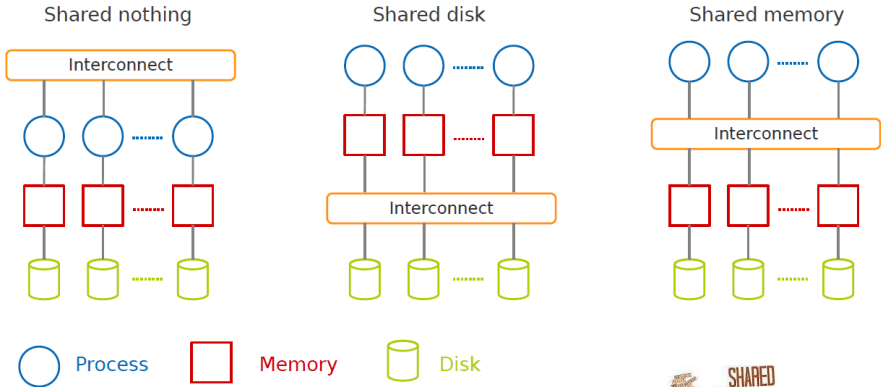 Shared nothing
Shared disk
Shared memory
Interconnect
Interconnect
Interconnect
Process
Memory
Disk
SHARED